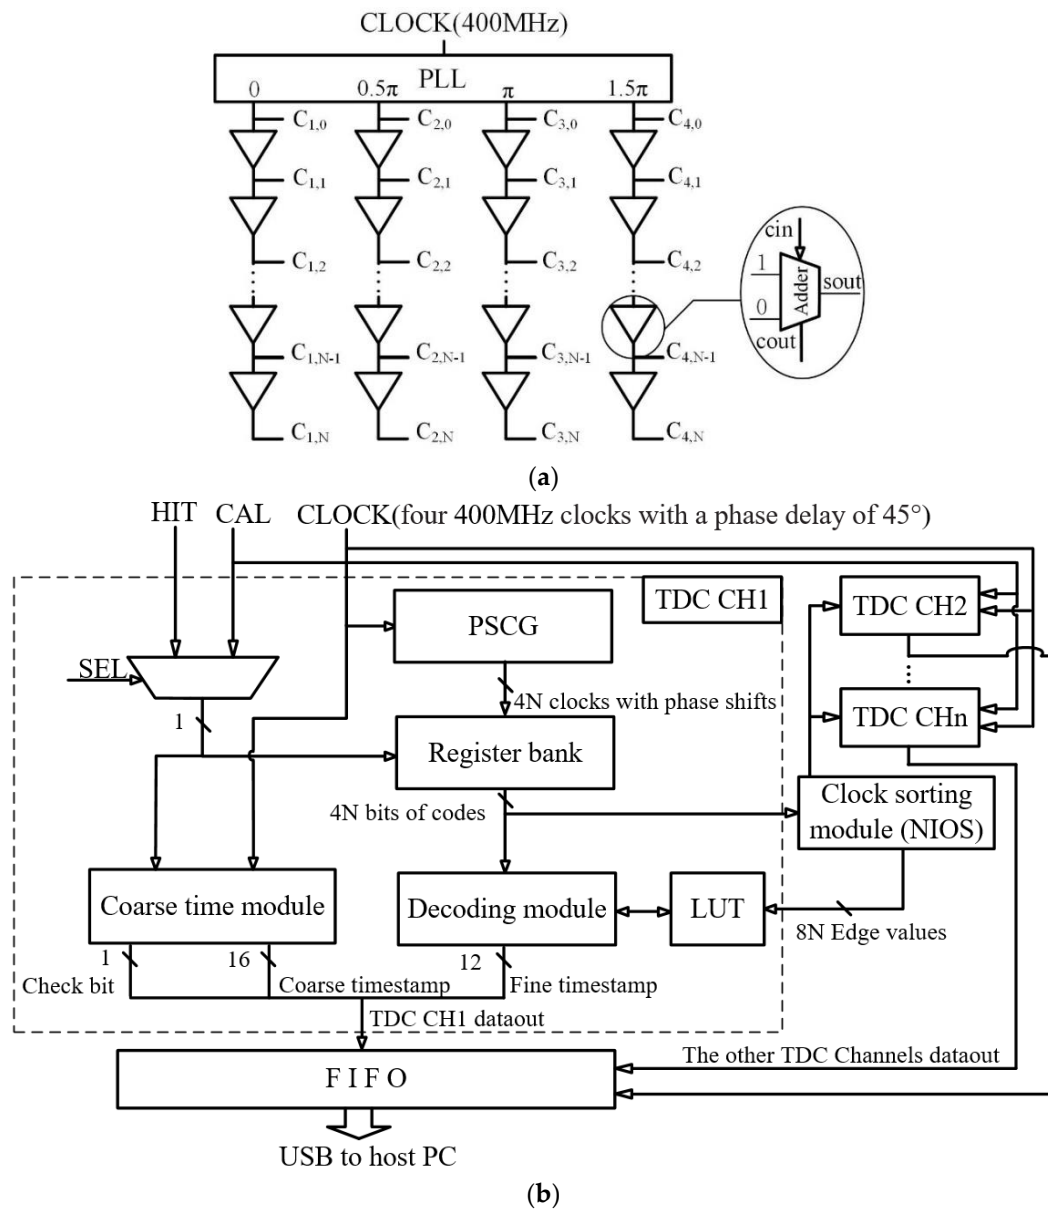 CLOCK(400MHz)
PLL
0 0.5π π 1.5π
C1,0 C2,0 C3,0 C4,0
C1,1 C2,1 C3,1 C4,1
C1,2 C2,2 C3,2 C4,2
C1,N-1 C2,N-1 C3,N-1 C4,N-1
C1,N C2,N C3,N C4,N
cin
1
0
Adder
sout
cout
(a)
HIT CAL CLOCK(four 400MHz clocks with a phase delay of 45°)
TDC CH1
TDC CH2
PSCG
SEL
4N clocks with phase shifts
1
TDC CHn
Register bank
4N bits of codes
Clock sorting
module (NIOS)
Coarse time module
Decoding module
LUT
8N Edge values
1
16
12
Check bit
Coarse timestamp
Fine timestamp
TDC CH1 dataout
The other TDC Channels dataout
F I F O
USB to host PC
(b)